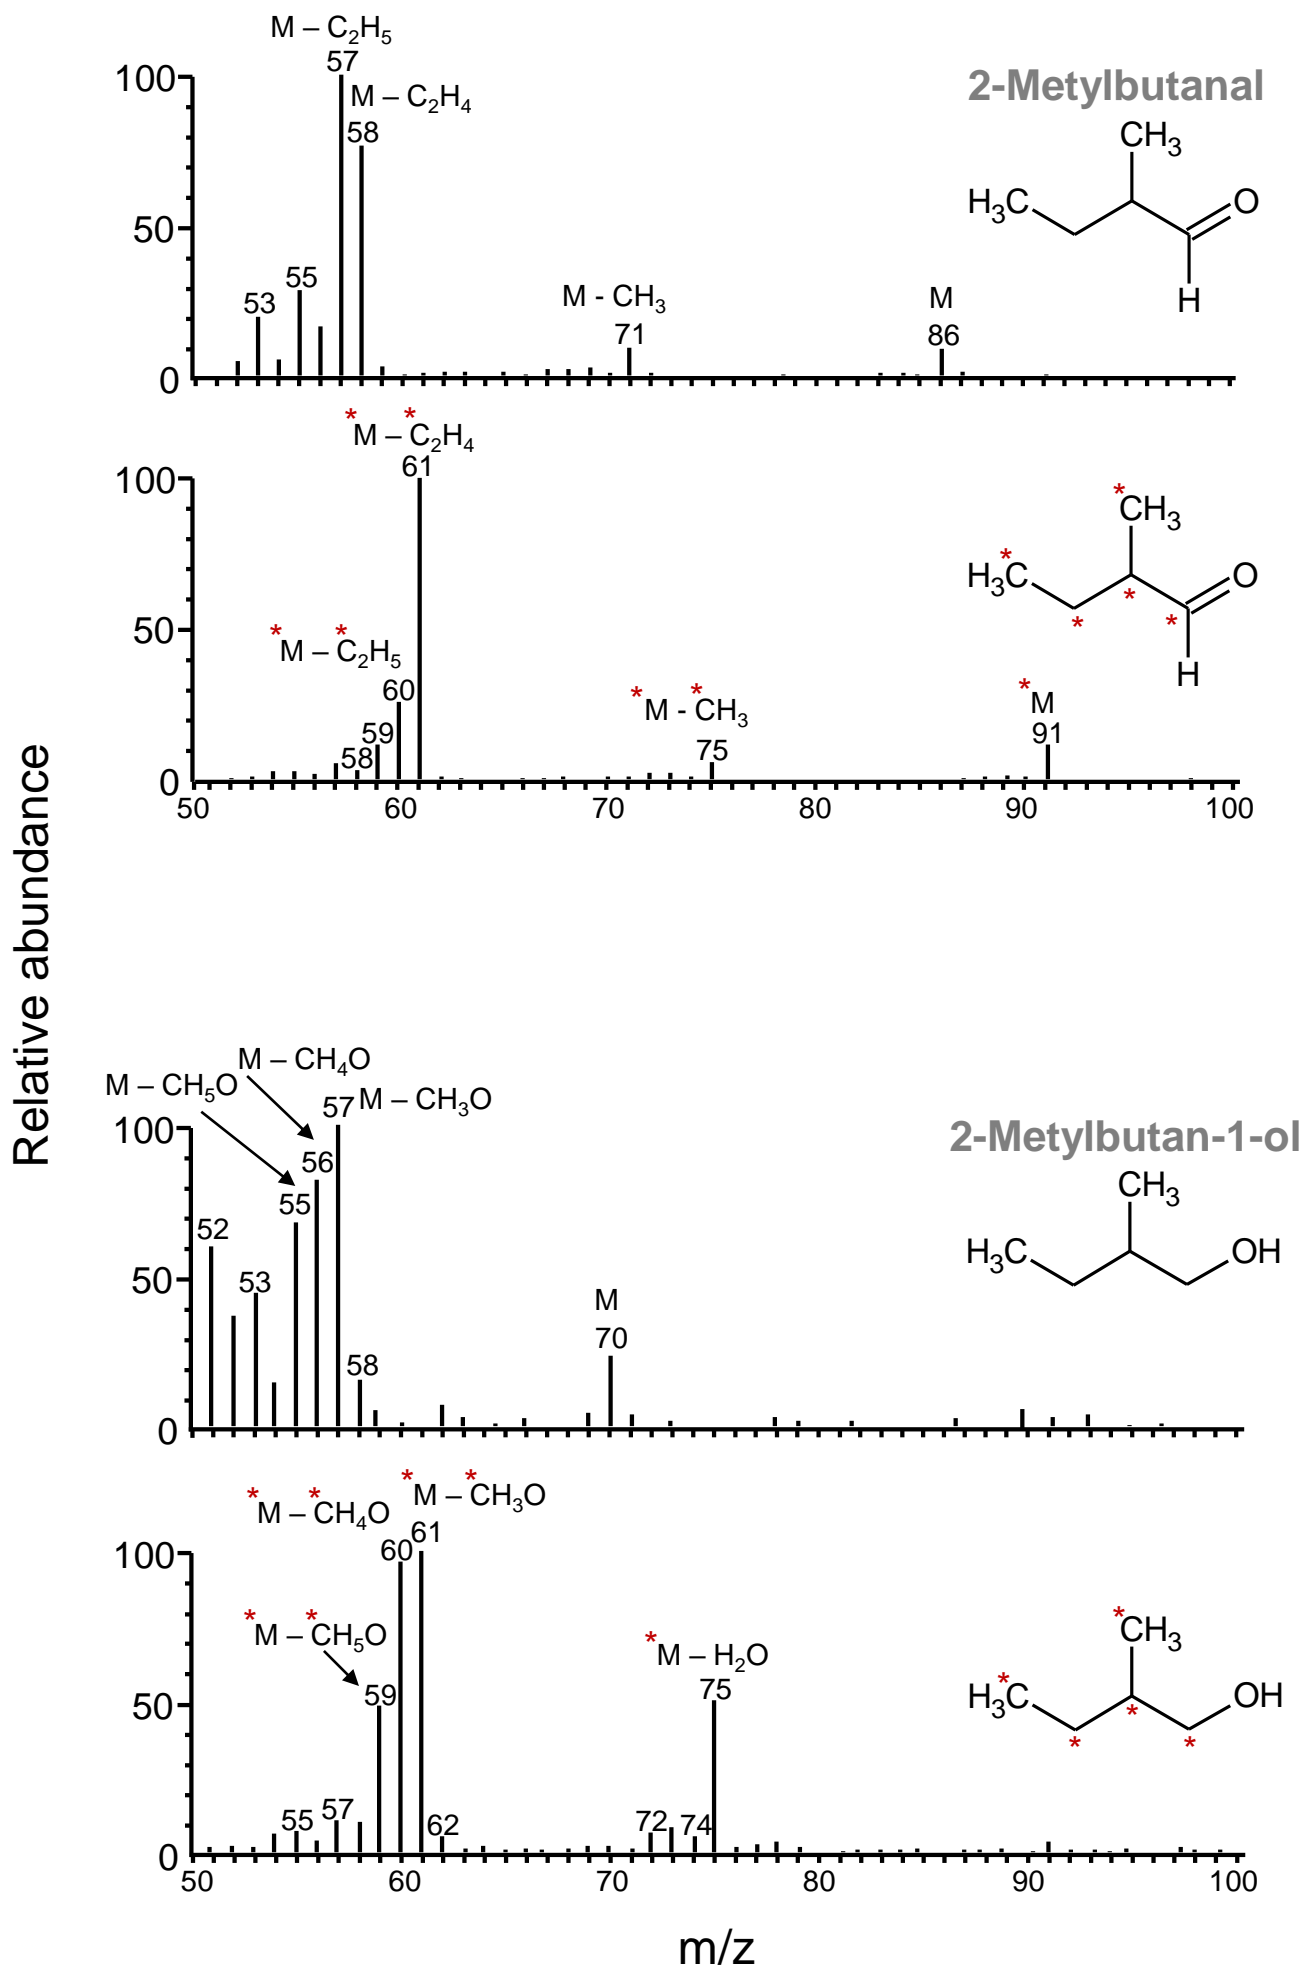 M – C₂H₅
57
100
M – C₂H₄
58
2-Metylbutanal
CH₃
H₃C
O
H
50
55
53
M - CH₃
71
M
86
0
*M – *C₂H₄
61
100
*CH₃
*H₃C
O
* * *
H
50
*M – *C₂H₅
60
59
58
*M - *CH₃
75
*M
91
0
50 60 70 80 90 100
Relative abundance
M – CH₄O
M – CH₅O
57 M – CH₃O
100
56
55
52
53
58
50
M
70
0
2-Metylbutan-1-ol
CH₃
H₃C
OH
*M – *CH₃O
*M – *CH₄O
60 61
100
*M – *CH₅O
59
50
55 57
62
*M – H₂O
75
72 74
0
*CH₃
*H₃C
OH
* * *
50 60 70 80 90 100
m/z